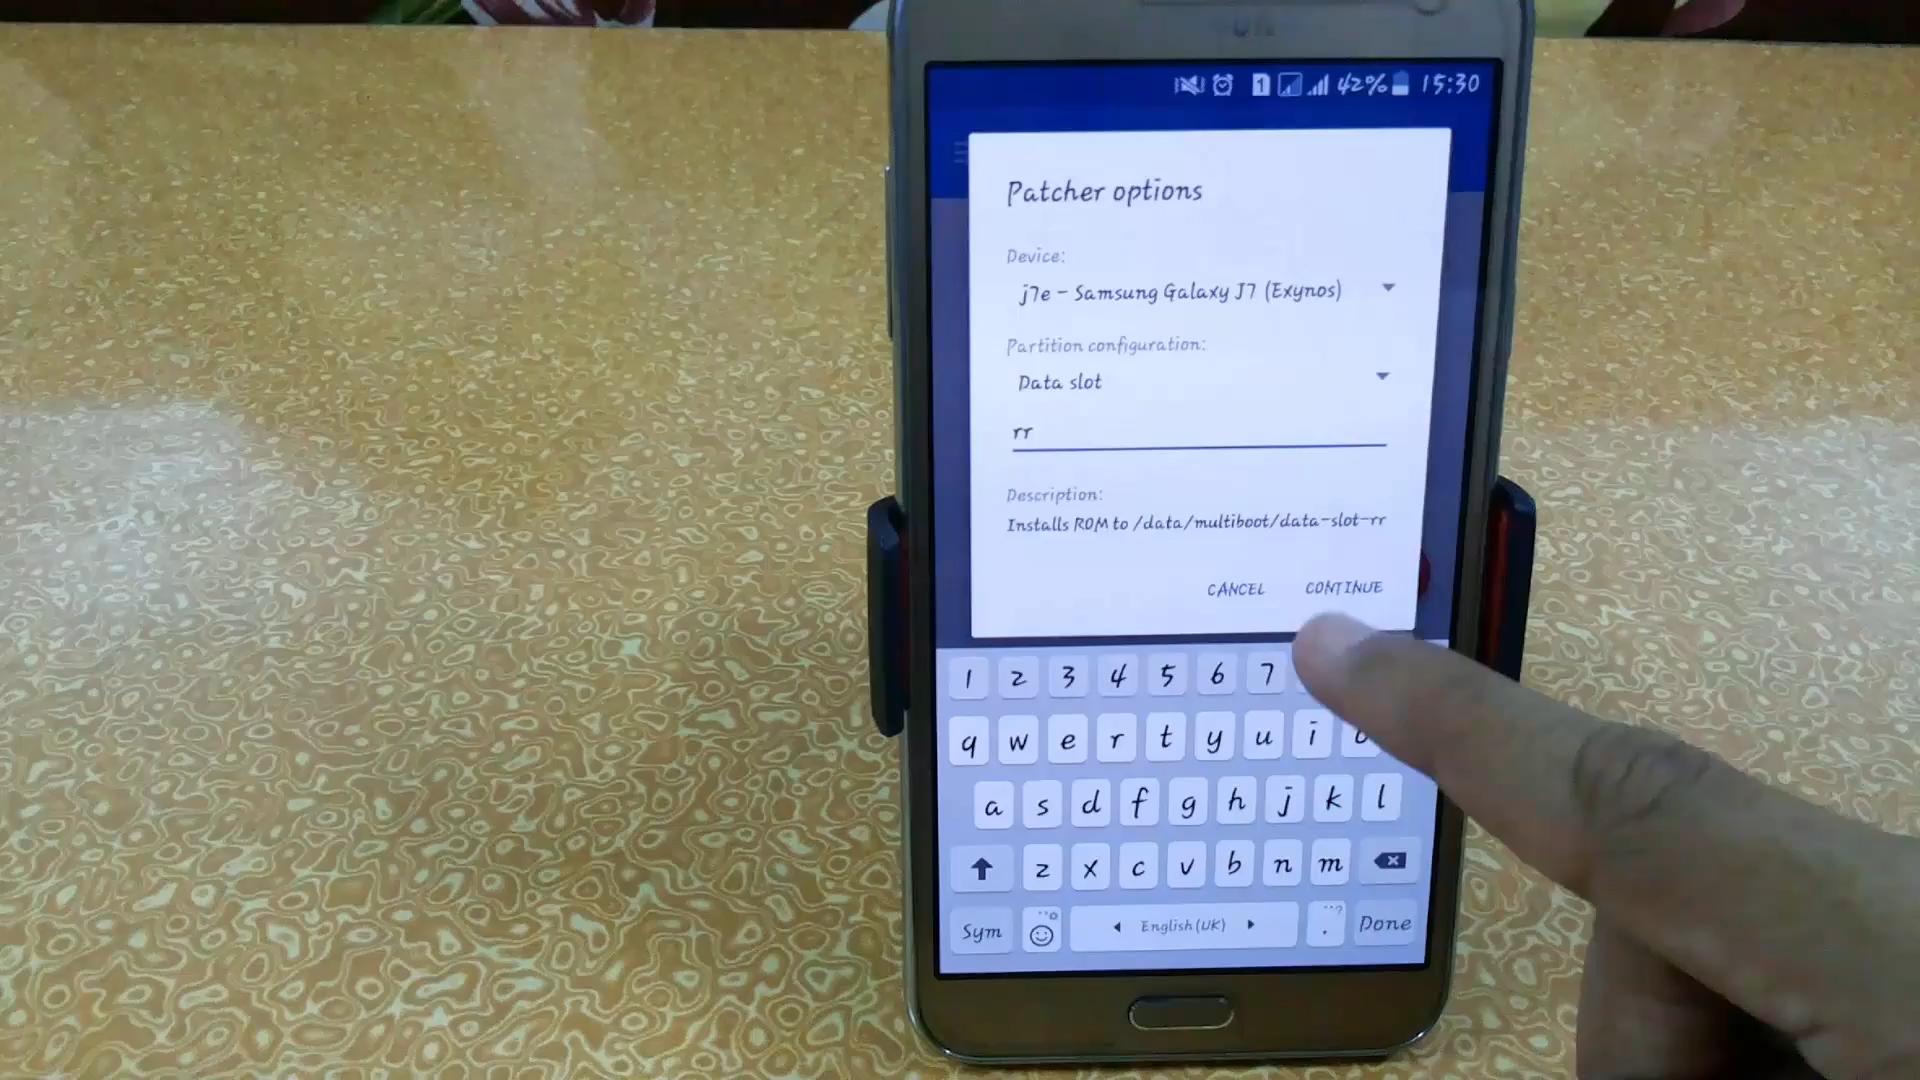 1 42% 15:30
Patcher options
Device:
j7e - Samsung Galaxy J7 (Exynos)
Partition configuration:
Data slot
rr
Description:
Installs ROM to /data/multiboot/data-slot-rr
CANCEL CONTINUE
1 2 3 4 5 6 7
q w e r t y u i o
a s d f g h j k l
z x c v b n m
Sym English(UK) . Done